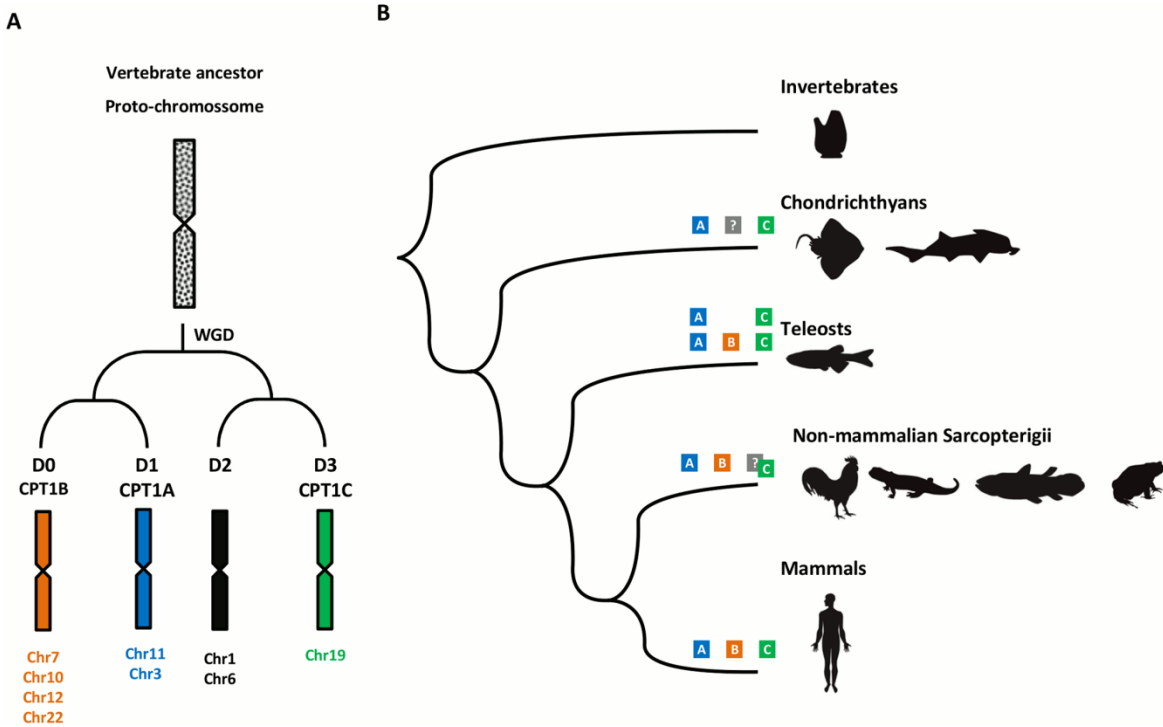 A
Vertebrate ancestor
Proto-chromossome
WGD
D0 D1 D2 D3
CPT1B CPT1A CPT1C
Chr7 Chr11 Chr1 Chr19
Chr10 Chr3 Chr6
Chr12
Chr22
B
Invertebrates
Chondrichthyans
A ? C
A C
Teleosts
A B C
Non-mammalian Sarcopterigii
A B ?
C
Mammals
A B C